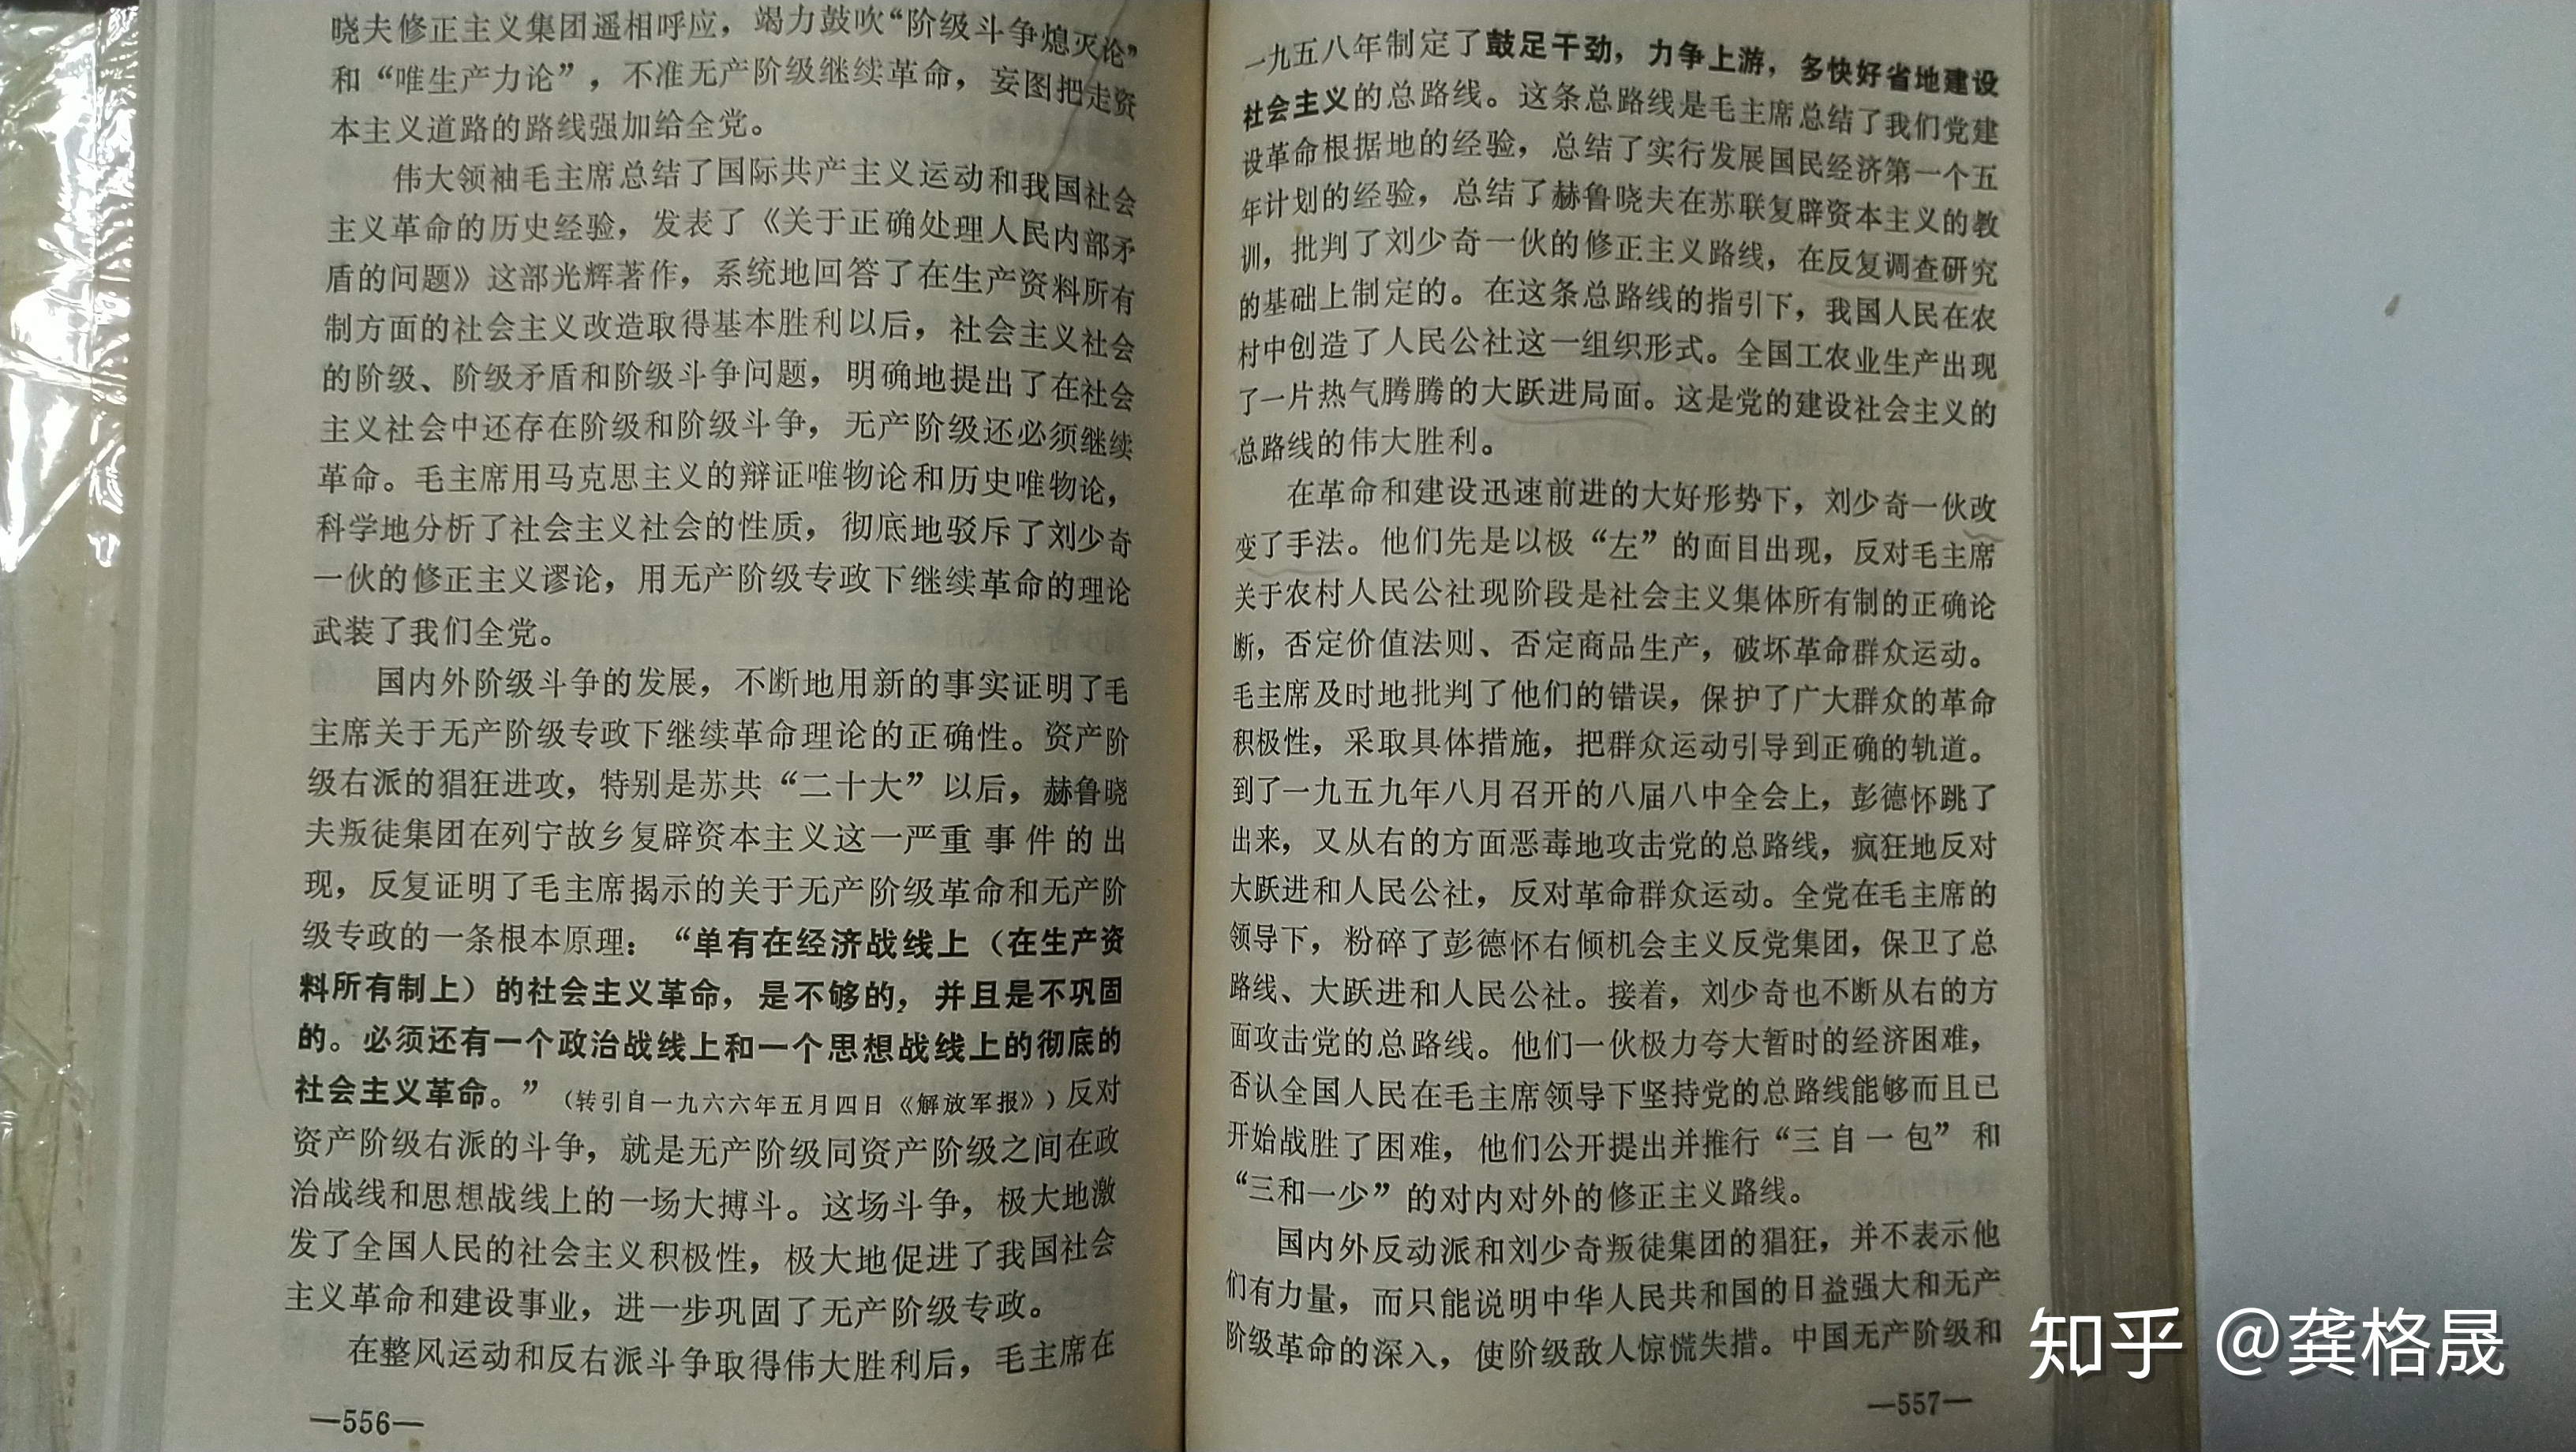 晓夫修正主义集团遥相呼应，竭力鼓吹“阶级斗争熄灭论”
和“唯生产力论”，不准无产阶级继续革命，妄图把走资
本主义道路的路线强加给全党。
伟大领袖毛主席总结了国际共产主义运动和我国社会
主义革命的历史经验，发表了《关于正确处理人民内部矛
盾的问题》这部光辉著作，系统地回答了在生产资料所有
制方面的社会主义改造取得基本胜利以后，社会主义社会
的阶级、阶级矛盾和阶级斗争问题，明确地提出了在社会
主义社会中还存在阶级和阶级斗争，无产阶级还必须继续
革命。毛主席用马克思主义的辩证唯物论和历史唯物论，
科学地分析了社会主义社会的性质，彻底地驳斥了刘少奇
一伙的修正主义谬论，用无产阶级专政下继续革命的理论
武装了我们全党。
国内外阶级斗争的发展，不断地用新的事实证明了毛
主席关于无产阶级专政下继续革命理论的正确性。资产阶
级右派的猖狂进攻，特别是苏共“二十大”以后，赫鲁晓
夫叛徒集团在列宁故乡复辟资本主义这一严重事件的出
现，反复证明了毛主席揭示的关于无产阶级革命和无产阶
级专政的一条根本原理：“单有在经济战线上（在生产资
料所有制上）的社会主义革命，是不够的，并且是不巩固
的。必须还有一个政治战线上和一个思想战线上的彻底的
社会主义革命。”（转引自一九六六年五月四日《解放军报》）反对
资产阶级右派的斗争，就是无产阶级同资产阶级之间在政
治战线和思想战线上的一场大搏斗。这场斗争，极大地激
发了全国人民的社会主义积极性，极大地促进了我国社会
主义革命和建设事业，进一步巩固了无产阶级专政。
在整风运动和反右派斗争取得伟大胜利后，毛主席在
—556—
一九五八年制定了鼓足干劲，力争上游，多快好省地建设
社会主义的总路线。这条总路线是毛主席总结了我们党建
设革命根据地的经验，总结了实行发展国民经济第一个五
年计划的经验，总结了赫鲁晓夫在苏联复辟资本主义的教
训，批判了刘少奇一伙的修正主义路线，在反复调查研究
的基础上制定的。在这条总路线的指引下，我国人民在农
村中创造了人民公社这一组织形式。全国工农业生产出现
了一片热气腾腾的大跃进局面。这是党的建设社会主义的
总路线的伟大胜利。
在革命和建设迅速前进的大好形势下，刘少奇一伙改
变了手法。他们先是以极“左”的面目出现，反对毛主席
关于农村人民公社现阶段是社会主义集体所有制的正确论
断，否定价值法则、否定商品生产，破坏革命群众运动。
毛主席及时地批判了他们的错误，保护了广大群众的革命
积极性，采取具体措施，把群众运动引导到正确的轨道。
到了一九五九年八月召开的八届八中全会上，彭德怀跳了
出来，又从右的方面恶毒地攻击党的总路线，疯狂地反对
大跃进和人民公社，反对革命群众运动。全党在毛主席的
领导下，粉碎了彭德怀右倾机会主义反党集团，保卫了总
路线、大跃进和人民公社。接着，刘少奇也不断从右的方
面攻击党的总路线。他们一伙极力夸大暂时的经济困难，
否认全国人民在毛主席领导下坚持党的总路线能够而且已
开始战胜了困难，他们公开提出并推行“三自一包”和
“三和一少”的对内对外的修正主义路线。
国内外反动派和刘少奇叛徒集团的猖狂，并不表示他
们有力量，而只能说明中华人民共和国的日益强大和无产
阶级革命的深入，使阶级敌人惊慌失措。中国无产阶级和
—557—
知乎 @龚格晟